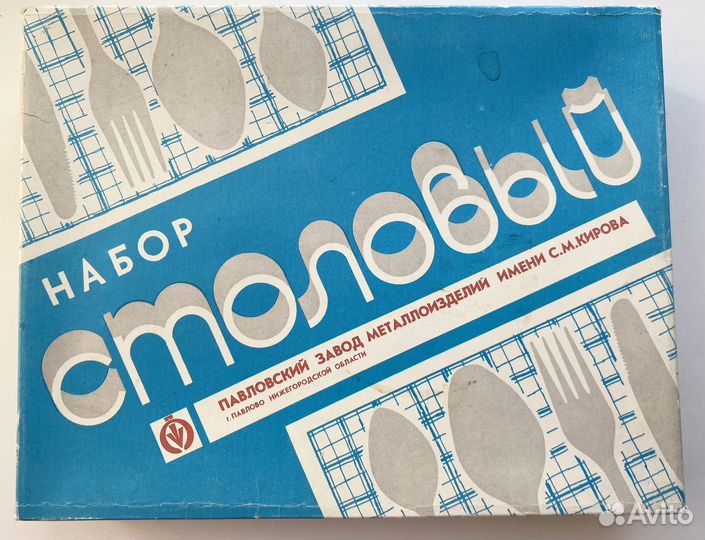 НАБОР
столовый
ПАВЛОВСКИЙ ЗАВОД МЕТАЛЛОИЗДЕЛИЙ ИМЕНИ С.М.КИРОВА
г. ПАВЛОВО НИЖЕГОРОДСКОЙ ОБЛАСТИ
Avito